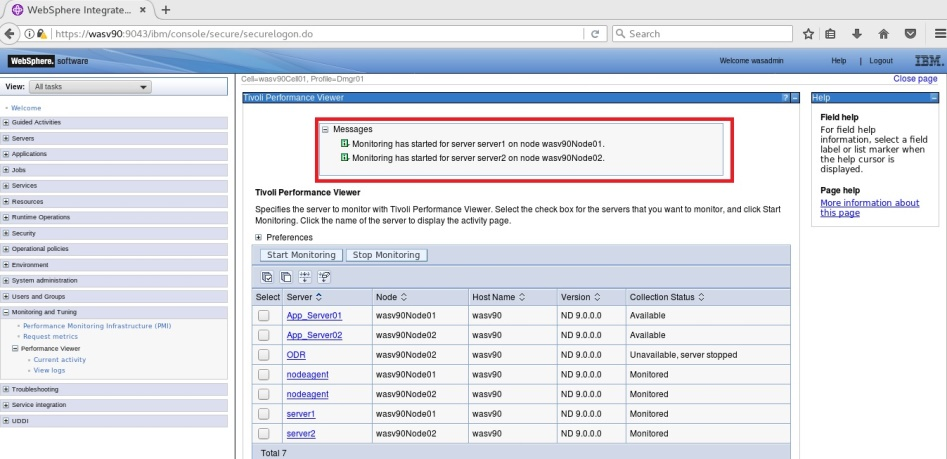 WebSphere Integrate...
https://wasv90:9043/ibm/console/secure/securelogon.do
Search
WebSphere. software
Welcome wasadmin
Help | Logout
IBM.
View: All tasks
Cell=wasv90Cell01, Profile=Dmgr01
Close page
Welcome
Guided Activities
Servers
Applications
Jobs
Services
Resources
Runtime Operations
Security
Operational policies
Environment
System administration
Users and Groups
Monitoring and Tuning
Performance Monitoring Infrastructure (PMI)
Request metrics
Performance Viewer
Current activity
View logs
Troubleshooting
Service integration
UDDI
Tivoli Performance Viewer
Messages
Monitoring has started for server server1 on node wasv90Node01.
Monitoring has started for server server2 on node wasv90Node02.
Tivoli Performance Viewer
Specifies the server to monitor with Tivoli Performance Viewer. Select the check box for the servers that you want to monitor, and click Start
Monitoring. Click the name of the server to display the activity page.
Preferences
Start Monitoring Stop Monitoring
Select Server Node Host Name Version Collection Status
App_Server01 wasv90Node01 wasv90 ND 9.0.0.0 Available
App_Server02 wasv90Node02 wasv90 ND 9.0.0.0 Available
ODR wasv90Node02 wasv90 ND 9.0.0.0 Unavailable, server stopped
nodeagent wasv90Node01 wasv90 ND 9.0.0.0 Monitored
nodeagent wasv90Node02 wasv90 ND 9.0.0.0 Monitored
server1 wasv90Node01 wasv90 ND 9.0.0.0 Monitored
server2 wasv90Node02 wasv90 ND 9.0.0.0 Monitored
Total 7
Help
Field help
For field help
information, select a field
label or list marker when
the help cursor is
displayed.
Page help
More information about
this page